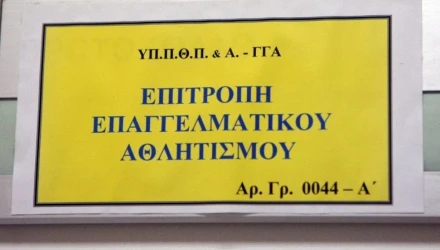 ΥΠ.Π.Θ.Π. & Α. - ΓΓΑ
ΕΠΙΤΡΟΠΗ
ΕΠΑΓΓΕΛΜΑΤΙΚΟΥ
ΑΘΛΗΤΙΣΜΟΥ
Αρ. Γρ. 0044 – Α΄